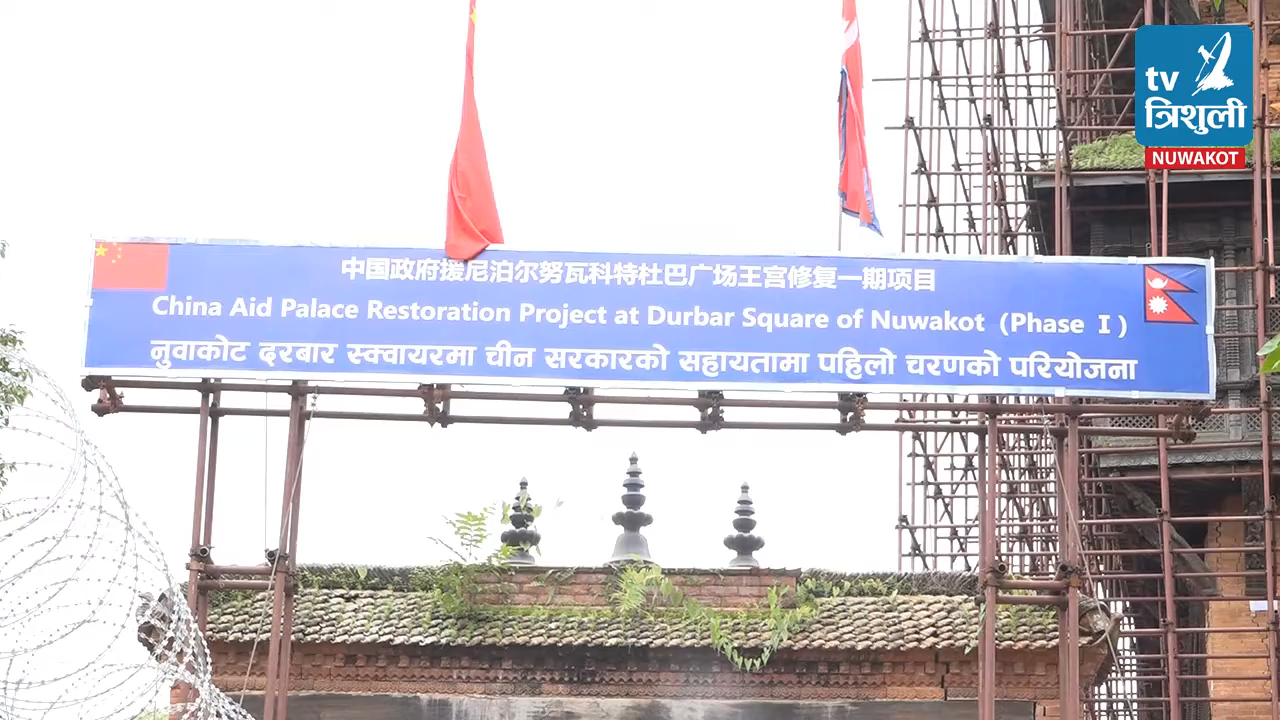 tv
त्रिशुली
NUWAKOT
中国政府援尼泊尔努瓦科特杜巴广场王宫修复一期项目
China Aid Palace Restoration Project at Durbar Square of Nuwakot (Phase Ⅰ)
नुवाकोट दरबार स्क्वायरमा चीन सरकारको सहायतामा पहिलो चरणको परियोजना